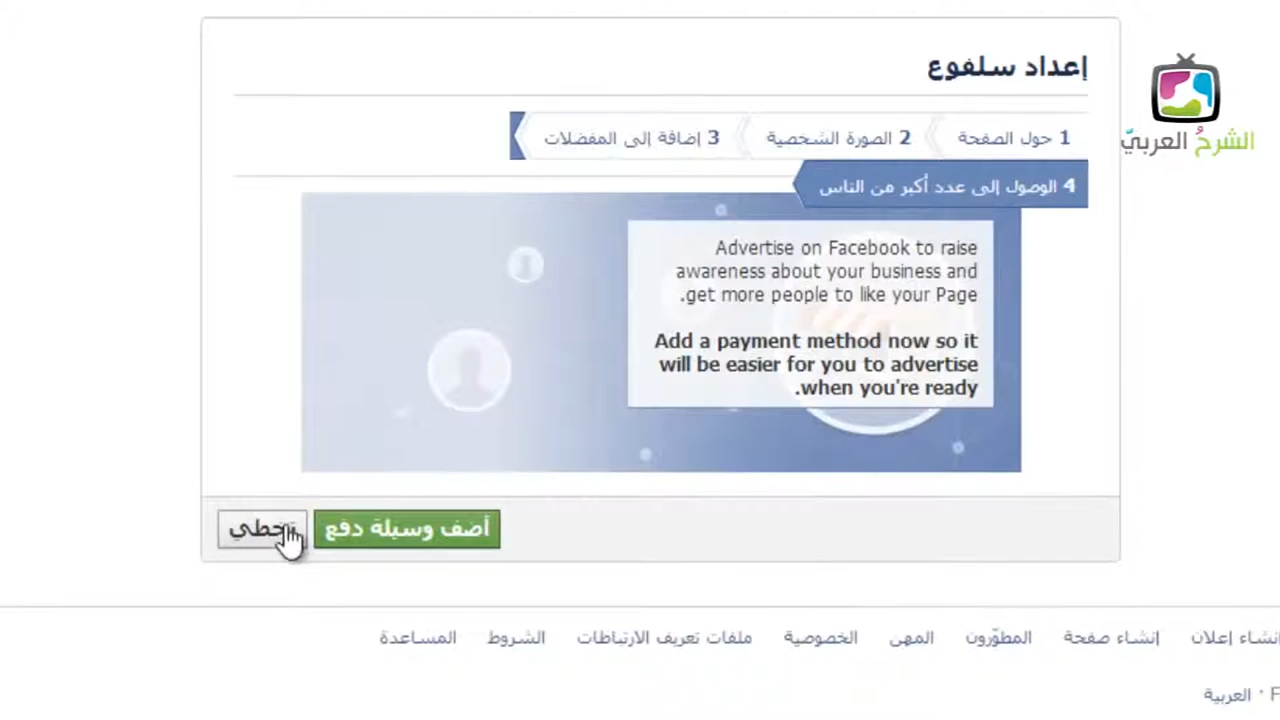 إعداد سلفوع
الشرحُ العربيّ
1 حول الصفحة
2 الصورة الشخصية
3 إضافة إلى المفضلات
4 الوصول إلى عدد أكبر من الناس
Advertise on Facebook to raise
awareness about your business and
.get more people to like your Page
Add a payment method now so it
will be easier for you to advertise
.when you're ready
أضف وسيلة دفع
تخطي
إنشاء إعلان
إنشاء صفحة
المطوّرون
المهن
الخصوصية
ملفات تعريف الارتباطات
الشروط
المساعدة
F · العربية